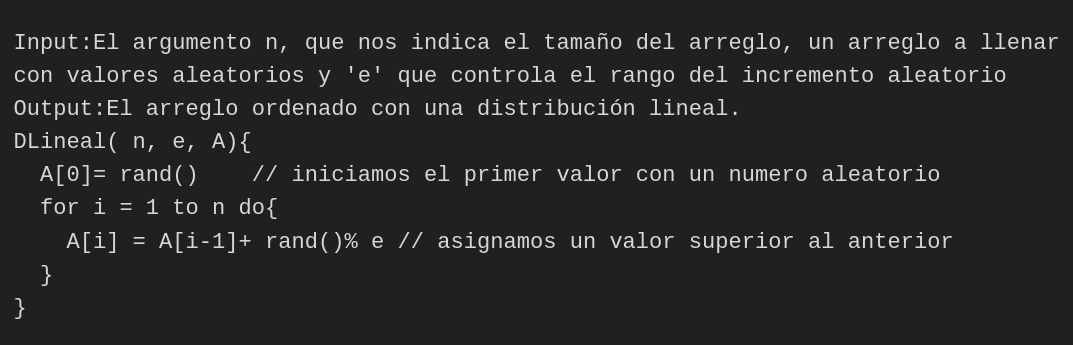 Input:El argumento n, que nos indica el tamaño del arreglo, un arreglo a llenar
con valores aleatorios y 'e' que controla el rango del incremento aleatorio
Output:El arreglo ordenado con una distribución lineal.
DLineal( n, e, A){
  A[0]= rand()    // iniciamos el primer valor con un numero aleatorio
  for i = 1 to n do{
    A[i] = A[i-1]+ rand()% e // asignamos un valor superior al anterior
  }
}